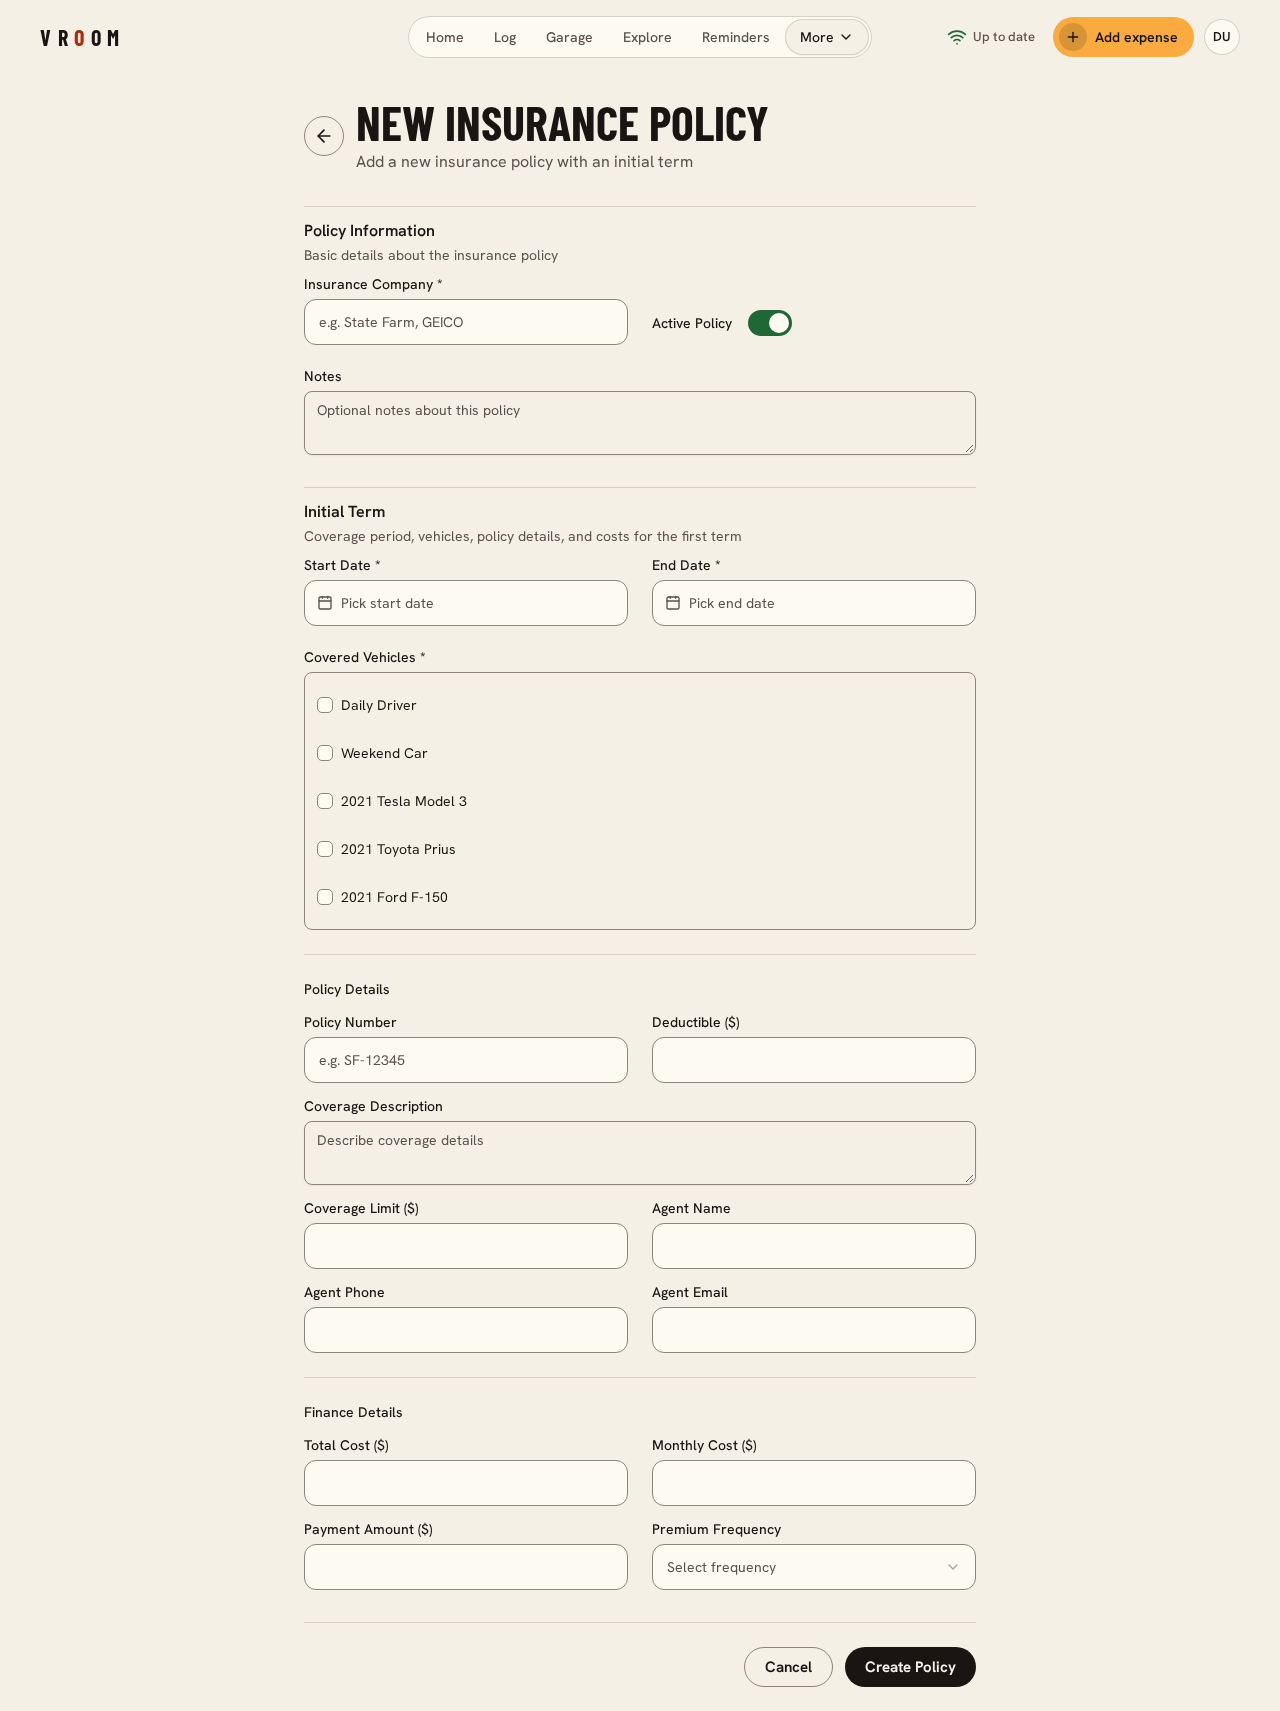 VROOM
Home
Log
Garage
Explore
Reminders
More
Up to date
Add expense
DU
NEW INSURANCE POLICY
Add a new insurance policy with an initial term
Policy Information
Basic details about the insurance policy
Insurance Company *
e.g. State Farm, GEICO
Active Policy
Notes
Optional notes about this policy
Initial Term
Coverage period, vehicles, policy details, and costs for the first term
Start Date *
End Date *
Pick start date
Pick end date
Covered Vehicles *
Daily Driver
Weekend Car
2021 Tesla Model 3
2021 Toyota Prius
2021 Ford F-150
Policy Details
Policy Number
Deductible ($)
e.g. SF-12345
Coverage Description
Describe coverage details
Coverage Limit ($)
Agent Name
Agent Phone
Agent Email
Finance Details
Total Cost ($)
Monthly Cost ($)
Payment Amount ($)
Premium Frequency
Select frequency
Cancel
Create Policy